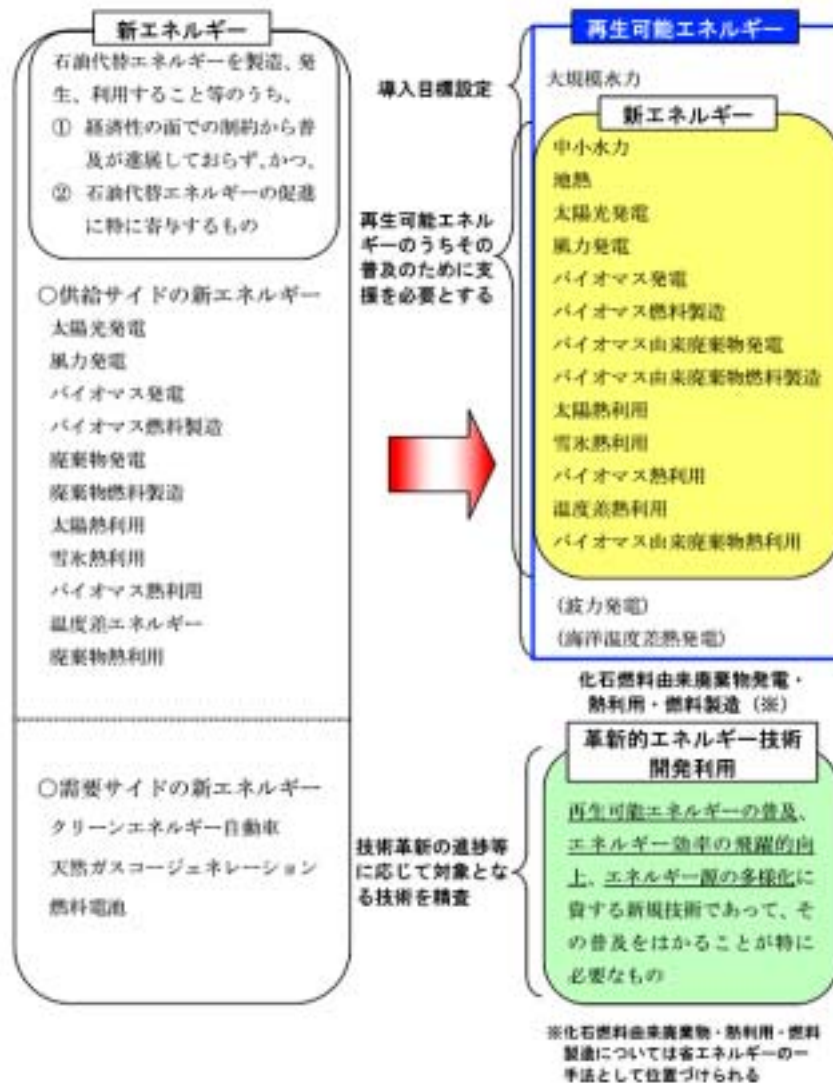 新エネルギー
石油代替エネルギーを製造、発
生、利用すること等のうち、
① 経済性の面での制約から普
及が進展しておらず、かつ、
② 石油代替エネルギーの促進
に特に寄与するもの
○供給サイドの新エネルギー
太陽光発電
風力発電
バイオマス発電
バイオマス燃料製造
廃棄物発電
廃棄物燃料製造
太陽熱利用
雪氷熱利用
バイオマス熱利用
温度差エネルギー
廃棄物熱利用
○需要サイドの新エネルギー
クリーンエネルギー自動車
天然ガスコージェネレーション
燃料電池
導入目標設定
再生可能エネル
ギーのうちその
普及のために支
援を必要とする
技術革新の進捗等
に応じて対象とな
る技術を精査
再生可能エネルギー
大規模水力
新エネルギー
中小水力
地熱
太陽光発電
風力発電
バイオマス発電
バイオマス燃料製造
バイオマス由来廃棄物発電
バイオマス由来廃棄物燃料製造
太陽熱利用
雪氷熱利用
バイオマス熱利用
温度差熱利用
バイオマス由来廃棄物熱利用
(波力発電)
(海洋温度差熱発電)
化石燃料由来廃棄物発電・
熱利用・燃料製造（※）
革新的エネルギー技術
開発利用
再生可能エネルギーの普及、
エネルギー効率の飛躍的向
上、エネルギー源の多様化に
資する新規技術であって、そ
の普及をはかることが特に
必要なもの
※化石燃料由来廃棄物・熱利用・燃料
製造については省エネルギーの一
手法として位置づけられる